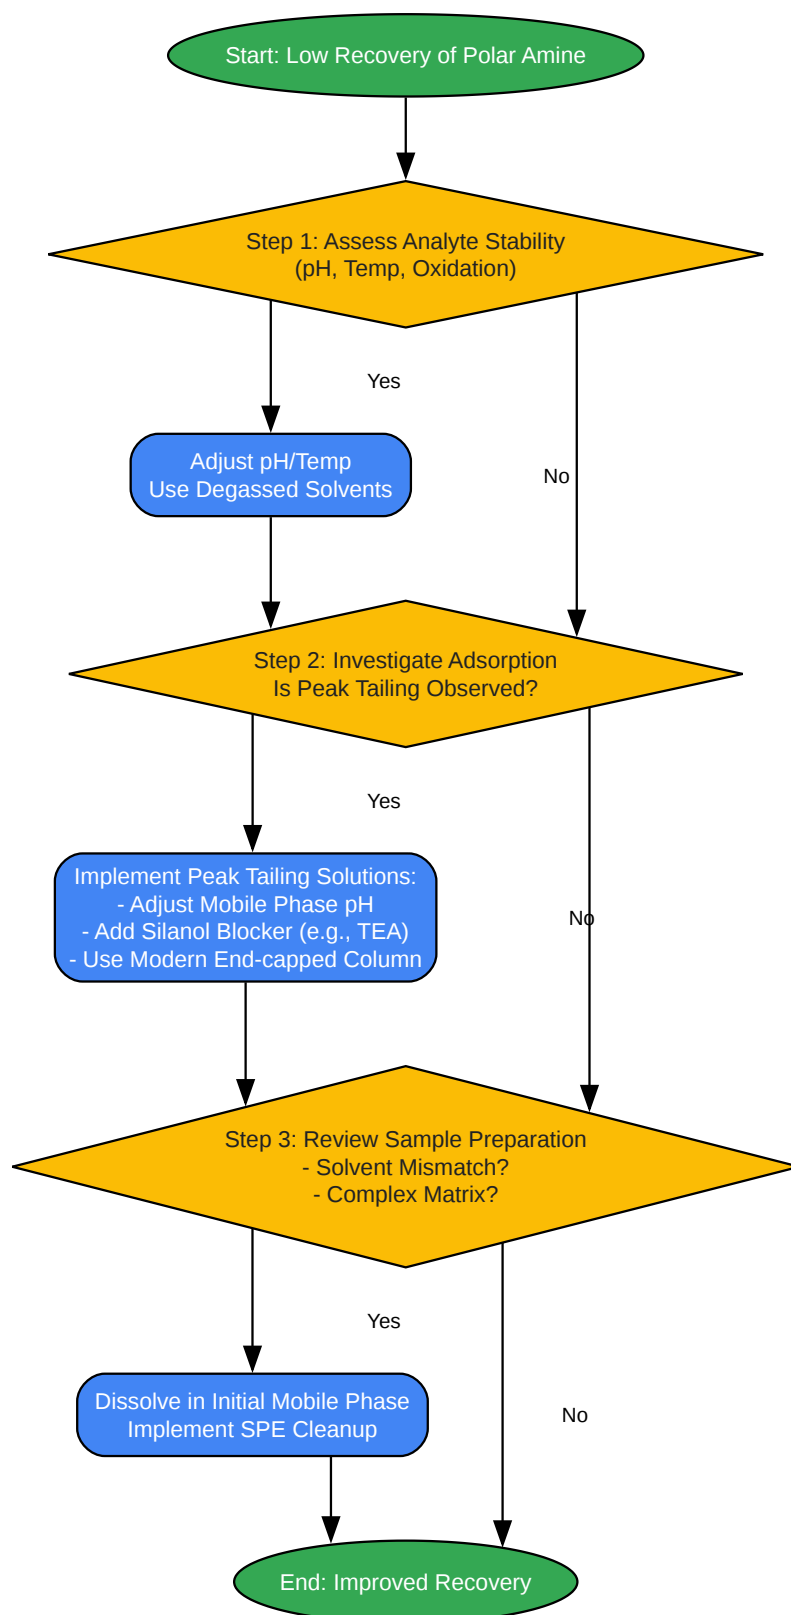 Start: Low Recovery of Polar Amine
Step 1: Assess Analyte Stability
(pH, Temp, Oxidation)
Yes
Adjust pH/Temp
Use Degassed Solvents
No
Step 2: Investigate Adsorption
Is Peak Tailing Observed?
Yes
Implement Peak Tailing Solutions:
- Adjust Mobile Phase pH
- Add Silanol Blocker (e.g., TEA)
- Use Modern End-capped Column
No
Step 3: Review Sample Preparation
- Solvent Mismatch?
- Complex Matrix?
Yes
Dissolve in Initial Mobile Phase
Implement SPE Cleanup
No
End: Improved Recovery